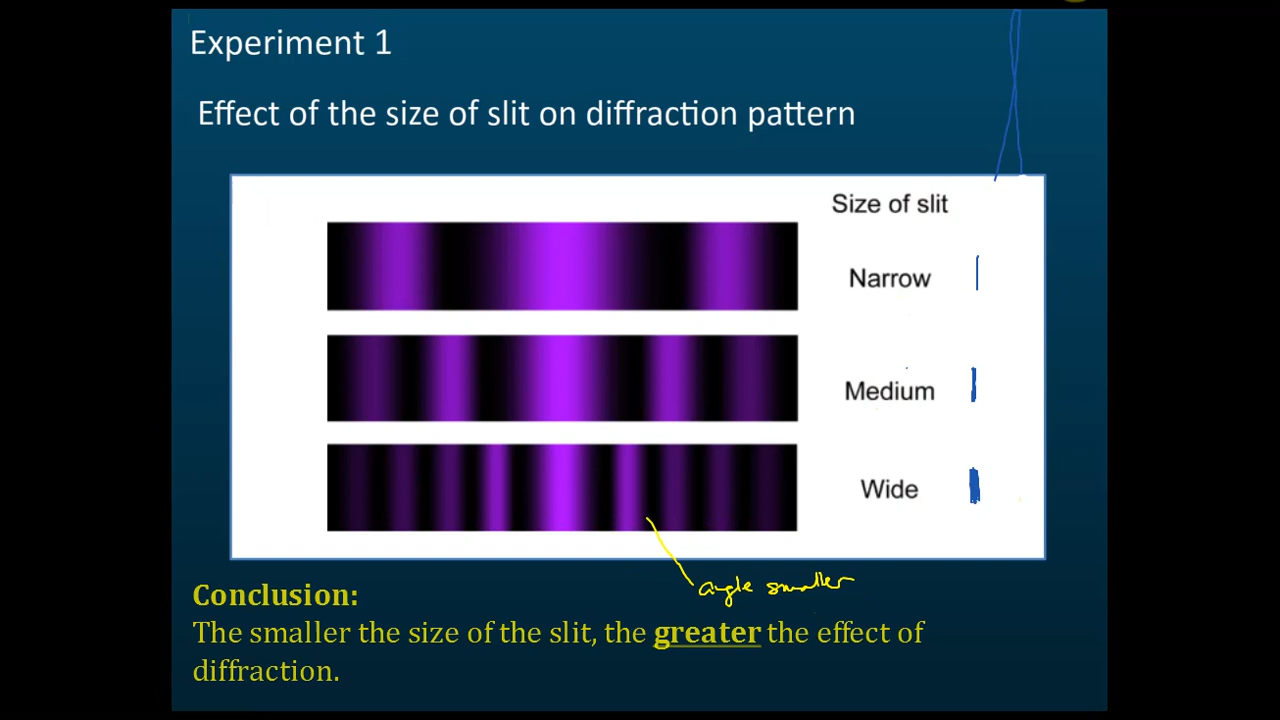 Experiment 1
Effect of the size of slit on diffraction pattern
Size of slit
Narrow
Medium
Wide
angle smaller
Conclusion:
The smaller the size of the slit, the greater the effect of
diffraction.